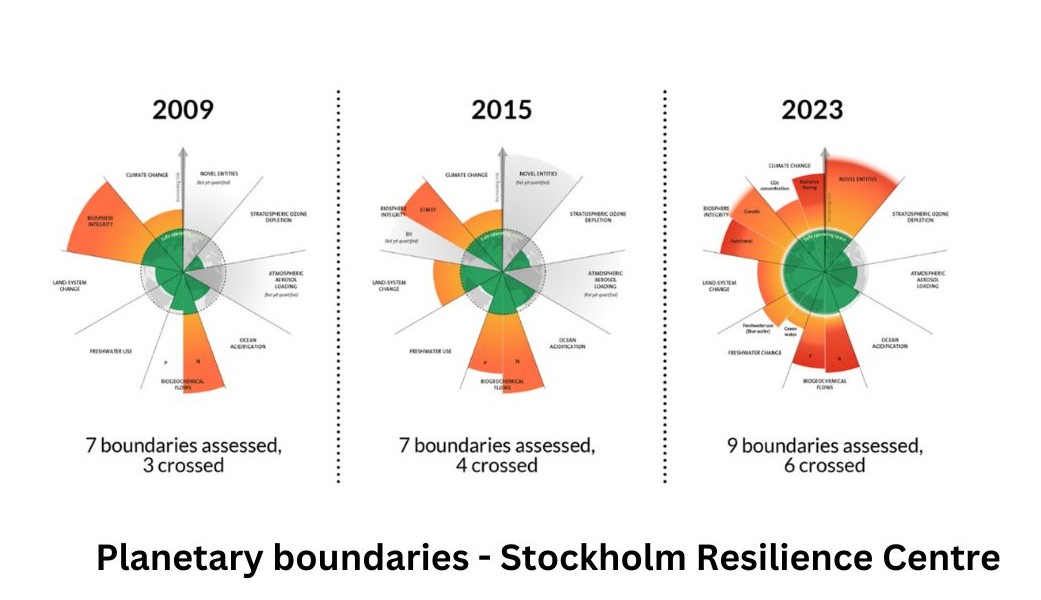 2009
CLIMATE CHANGE
NOVEL ENTITIES
(Not yet quantified)
BIOSPHERE
INTEGRITY
STRATOSPHERIC OZONE
DEPLETION
LAND-SYSTEM
CHANGE
ATMOSPHERIC
AEROSOL
LOADING
(Not yet quantified)
FRESHWATER USE
OCEAN
ACIDIFICATION
P
N
BIOGEOCHEMICAL
FLOWS
7 boundaries assessed,
3 crossed
2015
CLIMATE CHANGE
NOVEL ENTITIES
(Not yet quantified)
BIOSPHERE
INTEGRITY
E/MSY
BII
(Not yet quantified)
STRATOSPHERIC OZONE
DEPLETION
LAND-SYSTEM
CHANGE
ATMOSPHERIC
AEROSOL
LOADING
(Not yet quantified)
FRESHWATER USE
OCEAN
ACIDIFICATION
P
N
BIOGEOCHEMICAL
FLOWS
7 boundaries assessed,
4 crossed
2023
CLIMATE CHANGE
CO2
concentration
Radiative
forcing
NOVEL ENTITIES
BIOSPHERE
INTEGRITY
Genetic
Functional
STRATOSPHERIC OZONE
DEPLETION
Safe operating space
LAND-SYSTEM
CHANGE
ATMOSPHERIC
AEROSOL
LOADING
Freshwater use
(Blue water)
Green
water
FRESHWATER CHANGE
OCEAN
ACIDIFICATION
P
N
BIOGEOCHEMICAL
FLOWS
9 boundaries assessed,
6 crossed
Planetary boundaries - Stockholm Resilience Centre